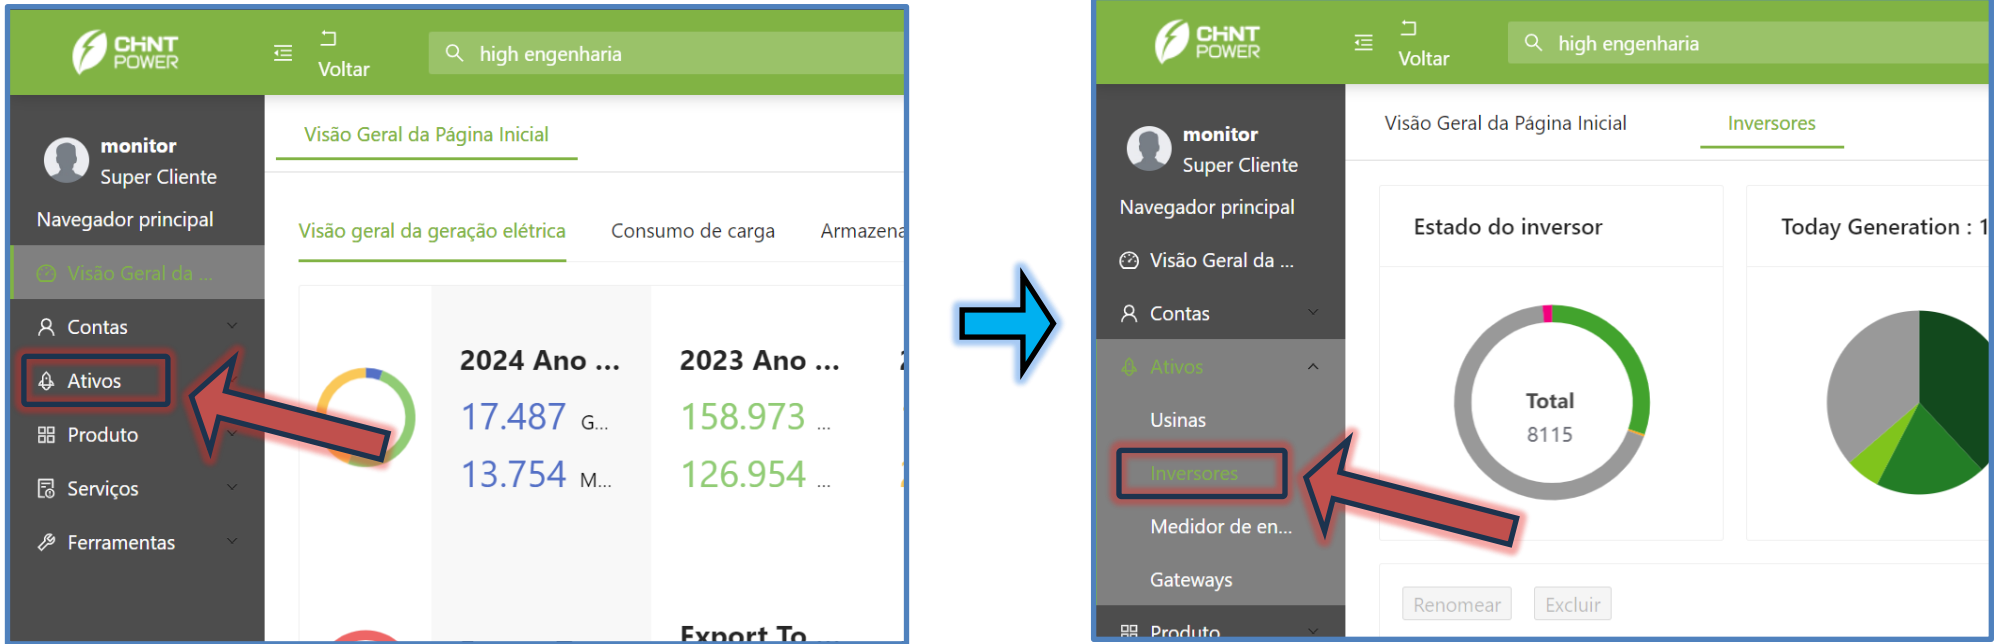 CHiNT
POWER
Voltar
high engenharia
monitor
Super Cliente
Navegador principal
Visão Geral da ...
Contas
Ativos
Produto
Serviços
Ferramentas
Visão Geral da Página Inicial
Visão geral da geração elétrica
Consumo de carga
Armazena
2024 Ano ...
17.487 G...
13.754 M...
2023 Ano ...
158.973 ...
126.954 ...
Export To ...
CHiNT
POWER
Voltar
high engenharia
monitor
Super Cliente
Navegador principal
Visão Geral da ...
Contas
Ativos
Usinas
Inversores
Medidor de en...
Gateways
Produto
Visão Geral da Página Inicial
Inversores
Estado do inversor
Total
8115
Today Generation : 1
Renomear
Excluir